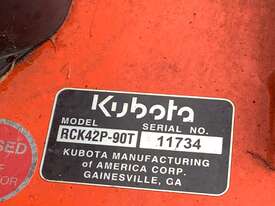 Kubota
MODEL SERIAL NO.
RCK42P-90T 11734
KUBOTA MANUFACTURING
of AMERICA CORP.
GAINESVILLE, GA